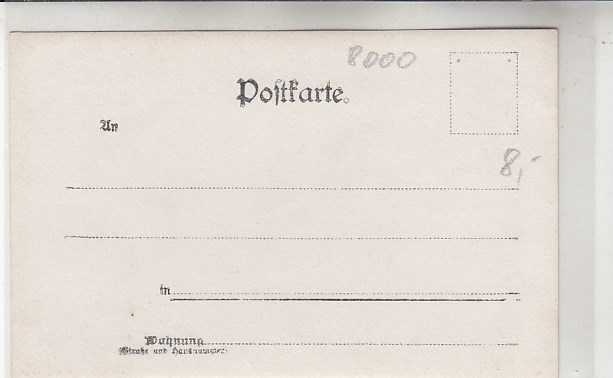 8000
Poſtkarte.
An
8,-
in
Wohnung
(Straße und Hausnummer)